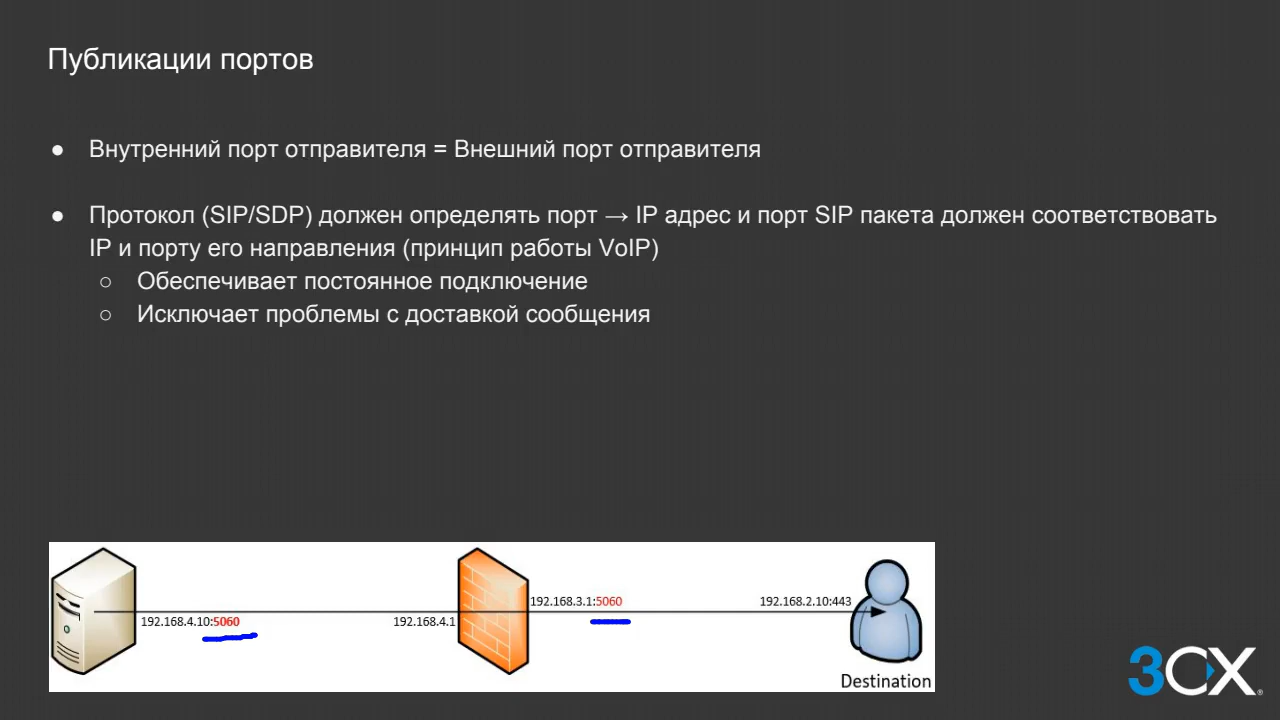 Публикации портов
● Внутренний порт отправителя = Внешний порт отправителя
● Протокол (SIP/SDP) должен определять порт → IP адрес и порт SIP пакета должен соответствовать
IP и порту его направления (принцип работы VoIP)
○ Обеспечивает постоянное подключение
○ Исключает проблемы с доставкой сообщения
192.168.4.10:5060
192.168.4.1
192.168.3.1:5060
192.168.2.10:443
Destination
3CX®